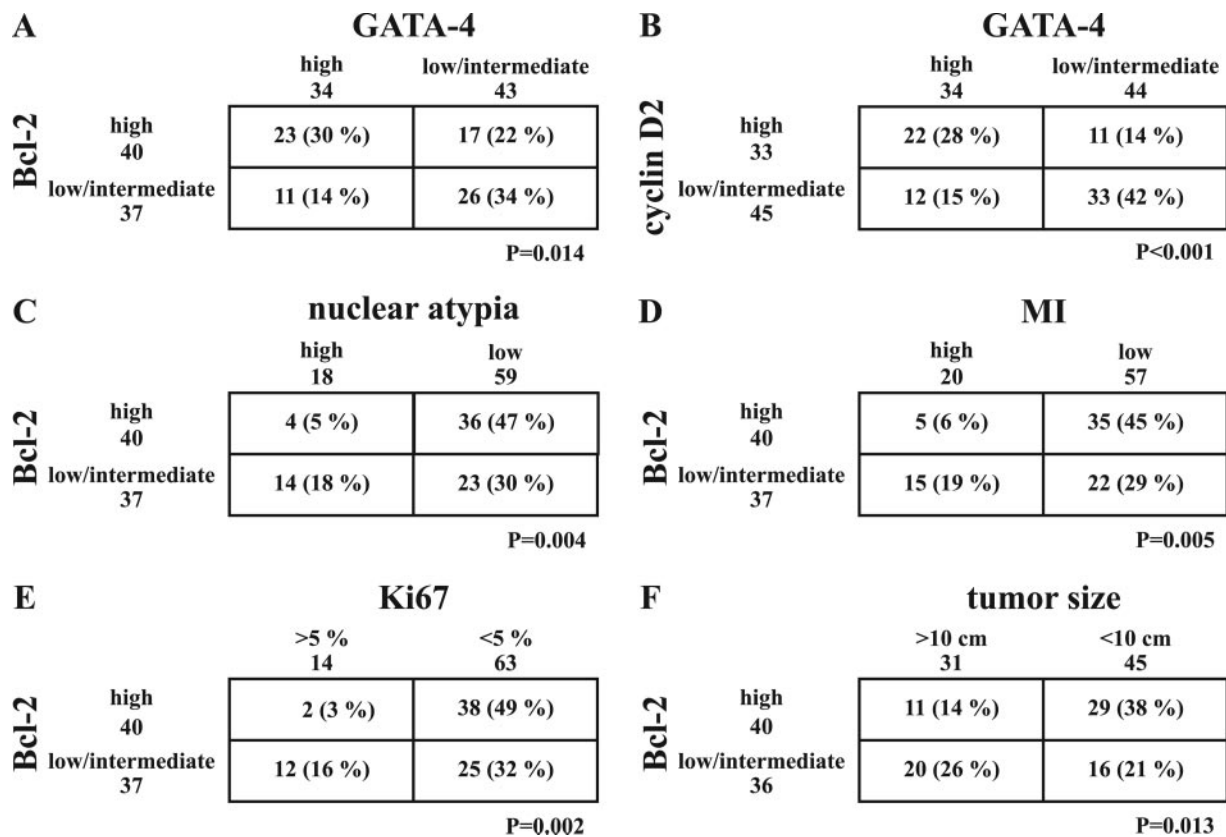 A
GATA-4
high
low/intermediate
34
43
Bcl-2
high
40
23 (30 %)
17 (22 %)
low/intermediate
37
11 (14 %)
26 (34 %)
P=0.014
B
GATA-4
high
low/intermediate
34
44
cyclin D2
high
33
22 (28 %)
11 (14 %)
low/intermediate
45
12 (15 %)
33 (42 %)
P<0.001
C
nuclear atypia
high
low
18
59
Bcl-2
high
40
4 (5 %)
36 (47 %)
low/intermediate
37
14 (18 %)
23 (30 %)
P=0.004
D
MI
high
low
20
57
Bcl-2
high
40
5 (6 %)
35 (45 %)
low/intermediate
37
15 (19 %)
22 (29 %)
P=0.005
E
Ki67
>5 %
<5 %
14
63
Bcl-2
high
40
2 (3 %)
38 (49 %)
low/intermediate
37
12 (16 %)
25 (32 %)
P=0.002
F
tumor size
>10 cm
<10 cm
31
45
Bcl-2
high
40
11 (14 %)
29 (38 %)
low/intermediate
36
20 (26 %)
16 (21 %)
P=0.013